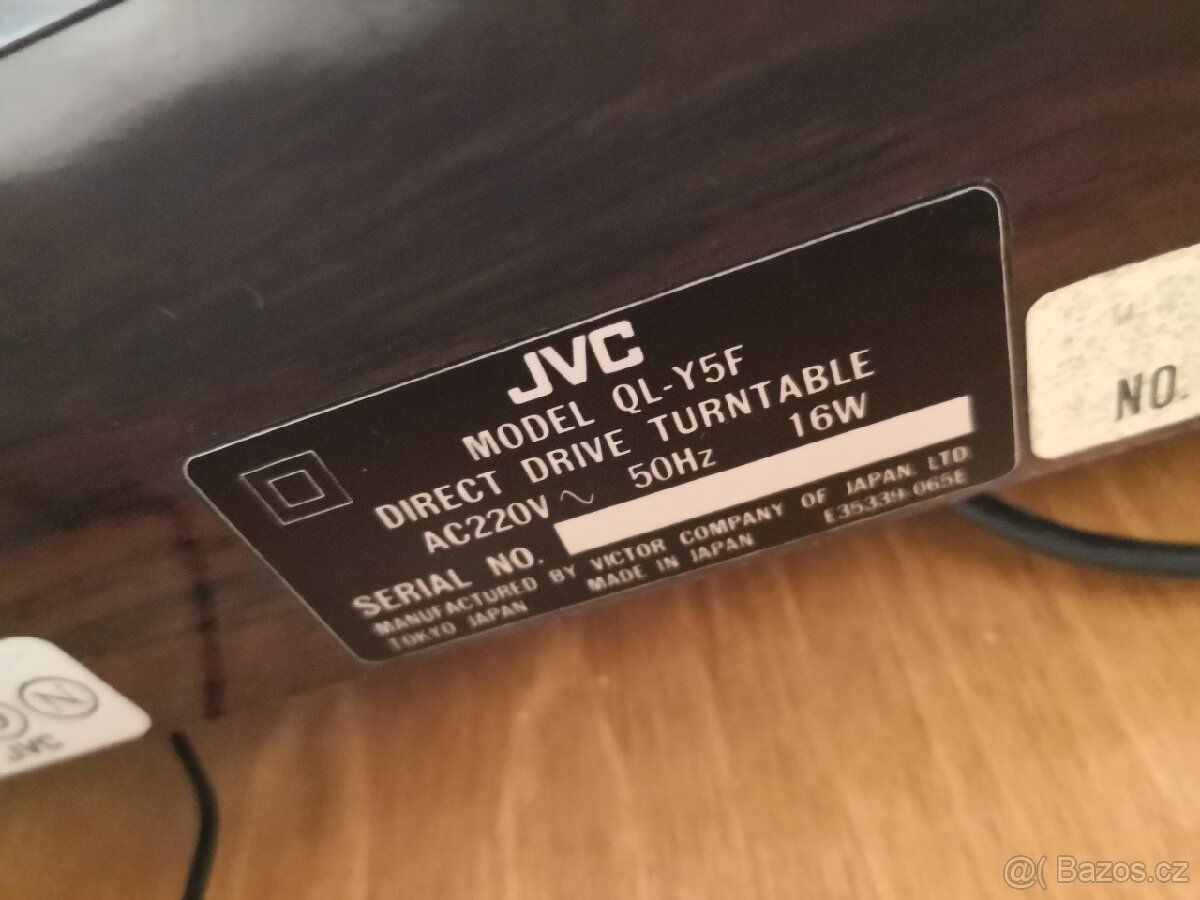 JVC
MODEL QL-Y5F
DIRECT DRIVE TURNTABLE
AC220V ~ 50Hz 16W
SERIAL NO.
MANUFACTURED BY VICTOR COMPANY OF JAPAN. LTD
TOKYO JAPAN MADE IN JAPAN E35339-065E
NO.
N
JVC
@( Bazos.cz